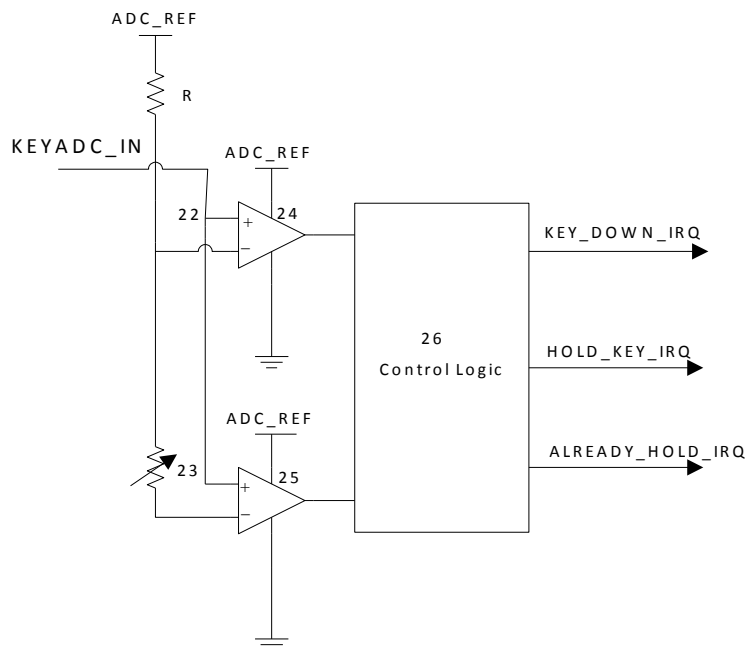 ADC_REF
R
KEYADC_IN
ADC_REF
22
24
+
−
KEY_DOWN_IRQ
26
Control Logic
HOLD_KEY_IRQ
ADC_REF
ALREADY_HOLD_IRQ
23
25
+
−